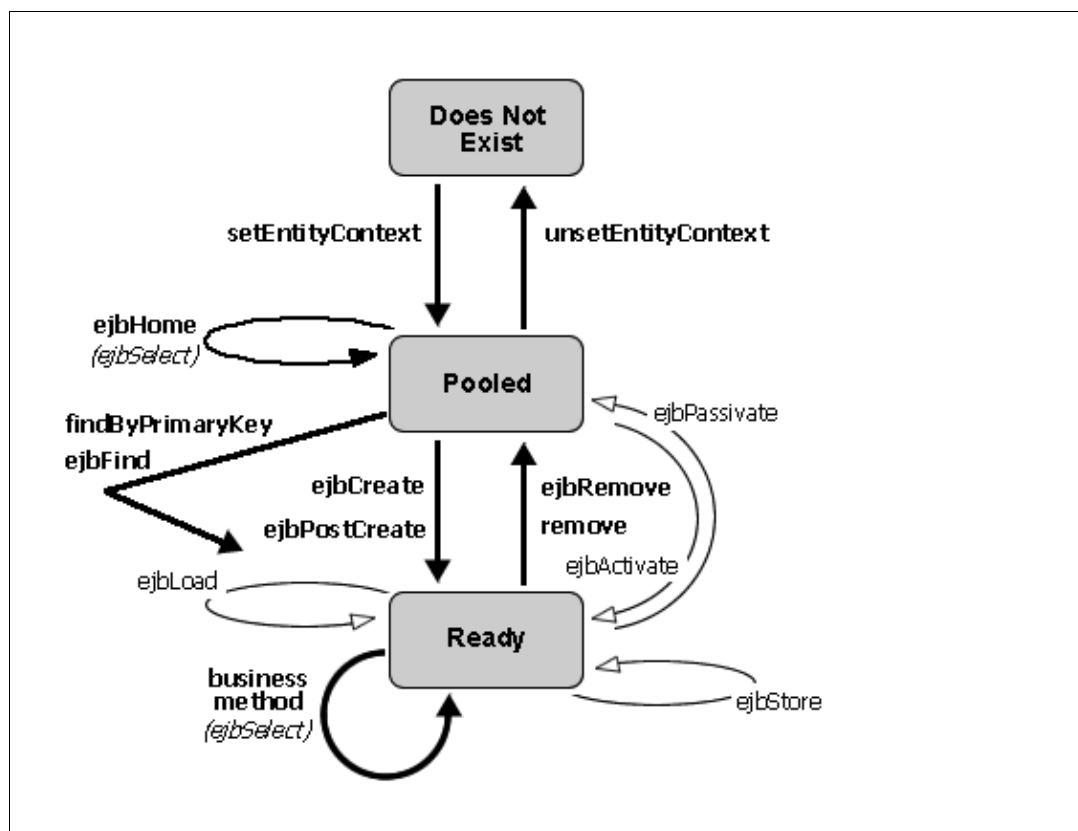 Does Not
Exist
setEntityContext
unsetEntityContext
ejbHome
(ejbSelect)
Pooled
findByPrimaryKey
ejbFind
ejbPassivate
ejbCreate
ejbPostCreate
ejbRemove
remove
ejbActivate
ejbLoad
Ready
business
method
(ejbSelect)
ejbStore